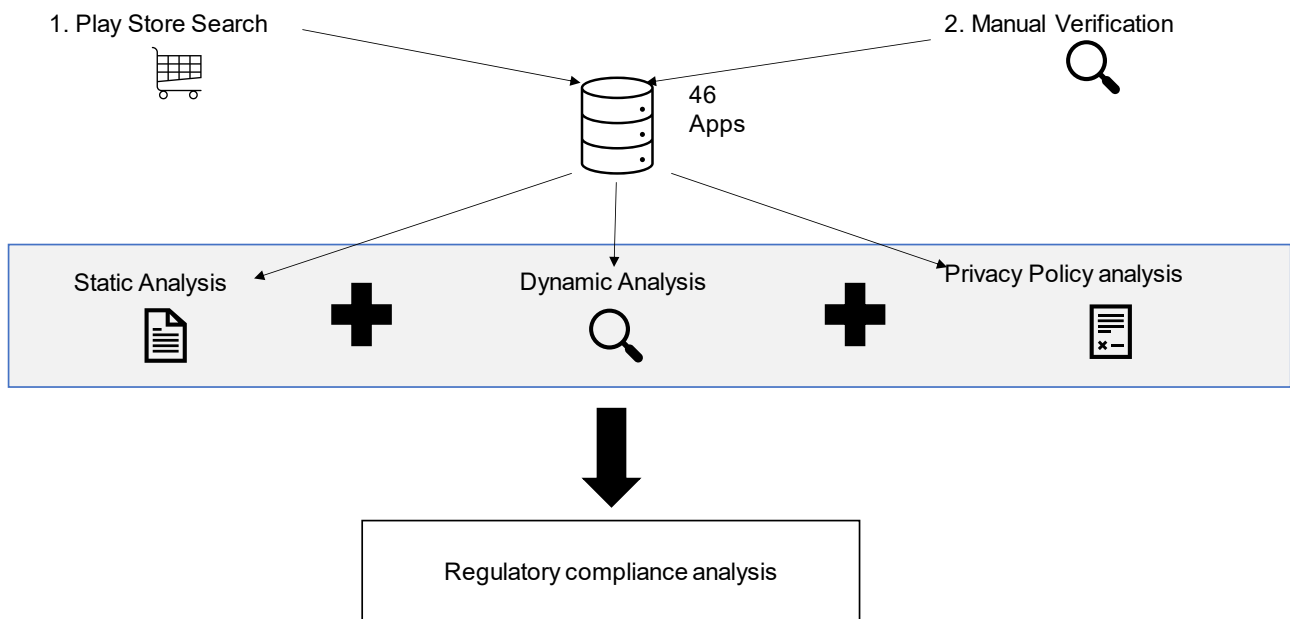 1. Play Store Search
2. Manual Verification
46
Apps
Static Analysis
Dynamic Analysis
Privacy Policy analysis
Regulatory compliance analysis